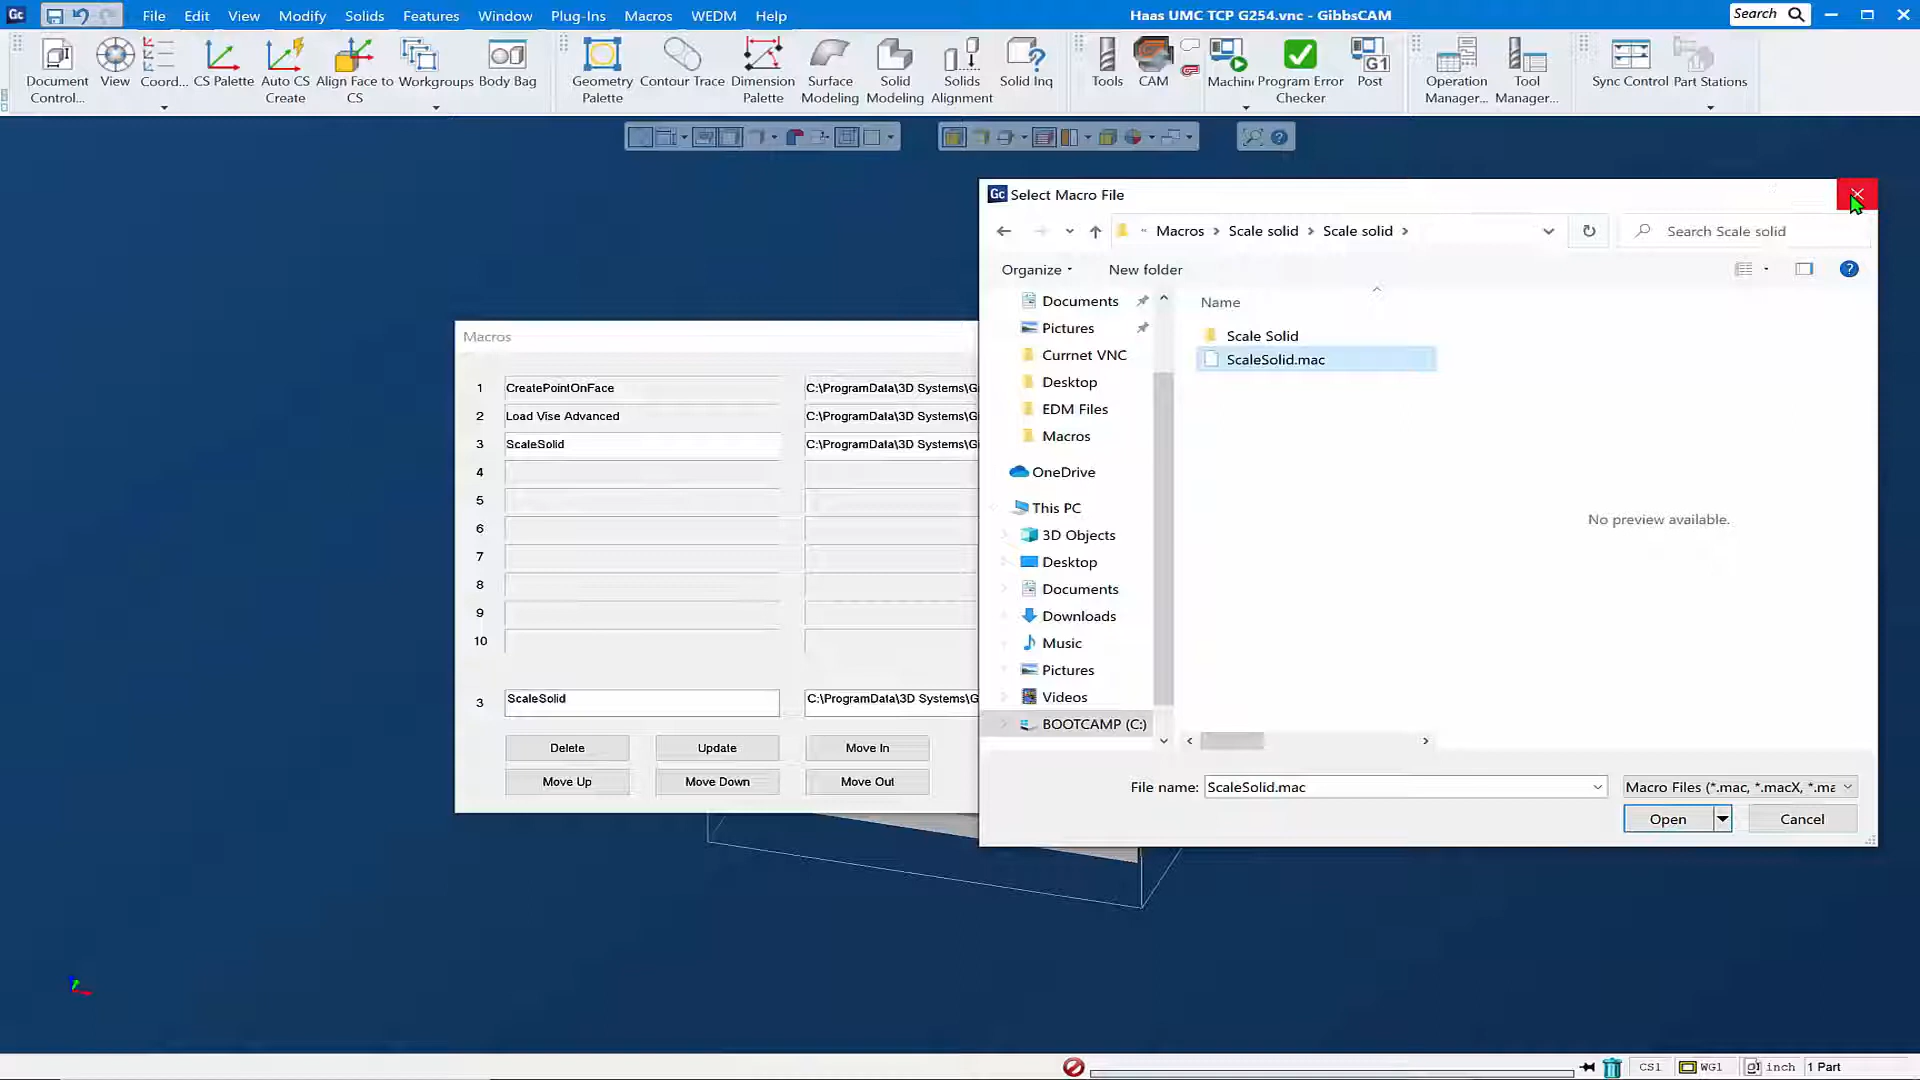 Gc File Edit View Modify Solids Features Window Plug-Ins Macros WEDM Help Haas UMC TCP G254.vnc - GibbsCAM Search
Document Control... View Coord... CS Palette Auto CS Create Align Face to CS Workgroups Body Bag Geometry Palette Contour Trace Dimension Palette Surface Modeling Solid Modeling Solids Alignment Solid Inq Tools CAM Machin Program Error Checker Post Operation Manager... Tool Manager... Sync Control Part Stations
Gc Select Macro File
Macros > Scale solid > Scale solid > Search Scale solid
Organize New folder
Documents
Pictures
Currnet VNC
Desktop
EDM Files
Macros
OneDrive
This PC
3D Objects
Desktop
Documents
Downloads
Music
Pictures
Videos
BOOTCAMP (C:)
Name
Scale Solid
ScaleSolid.mac
No preview available.
File name: ScaleSolid.mac Macro Files (*.mac, *.macX, *.ma
Open Cancel
Macros
1 CreatePointOnFace C:\ProgramData\3D Systems\G
2 Load Vise Advanced C:\ProgramData\3D Systems\G
3 ScaleSolid C:\ProgramData\3D Systems\G
4
5
6
7
8
9
10
3 ScaleSolid C:\ProgramData\3D Systems\G
Delete Update Move In
Move Up Move Down Move Out
CS1 WG1 inch 1 Part